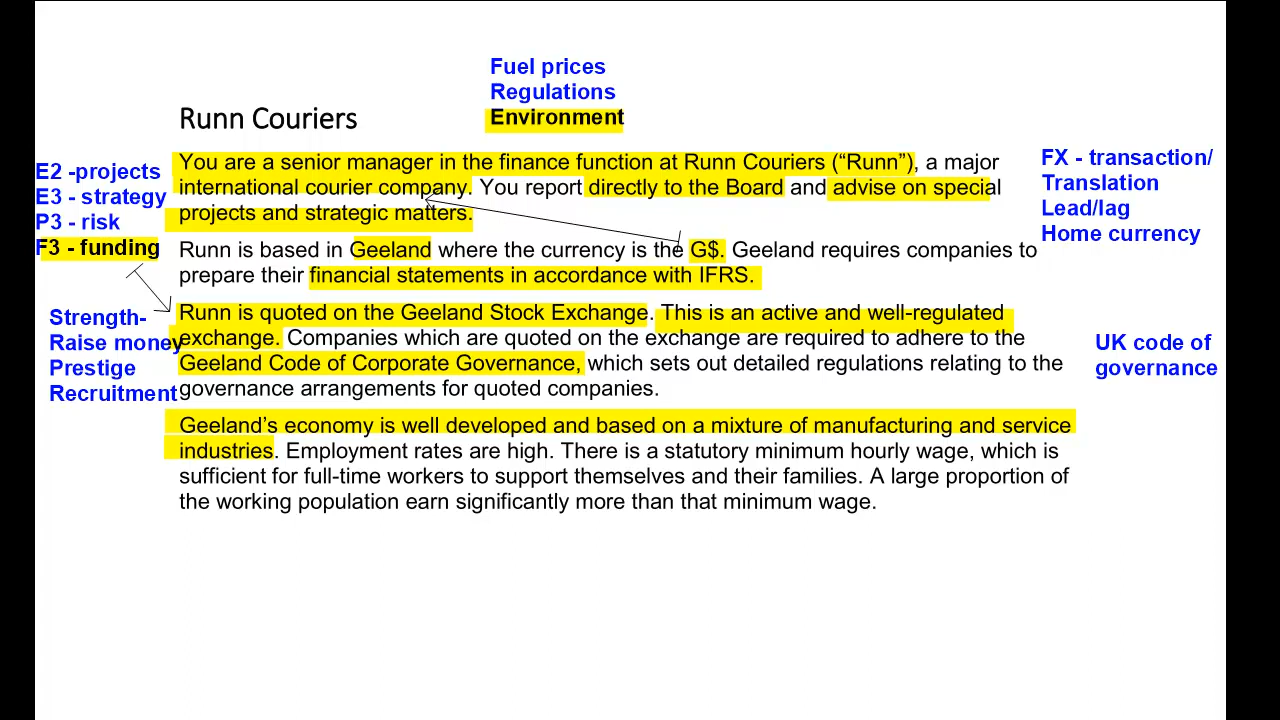 Fuel prices
Regulations
Environment
Runn Couriers
E2 -projects
E3 - strategy
P3 - risk
F3 - funding
You are a senior manager in the finance function at Runn Couriers (“Runn”), a major
international courier company. You report directly to the Board and advise on special
projects and strategic matters.
FX - transaction/
Translation
Lead/lag
Home currency
Runn is based in Geeland where the currency is the G$. Geeland requires companies to
prepare their financial statements in accordance with IFRS.
Strength-
Raise money
Prestige
Recruitment
Runn is quoted on the Geeland Stock Exchange. This is an active and well-regulated
exchange. Companies which are quoted on the exchange are required to adhere to the
Geeland Code of Corporate Governance, which sets out detailed regulations relating to the
governance arrangements for quoted companies.
UK code of
governance
Geeland’s economy is well developed and based on a mixture of manufacturing and service
industries. Employment rates are high. There is a statutory minimum hourly wage, which is
sufficient for full-time workers to support themselves and their families. A large proportion of
the working population earn significantly more than that minimum wage.